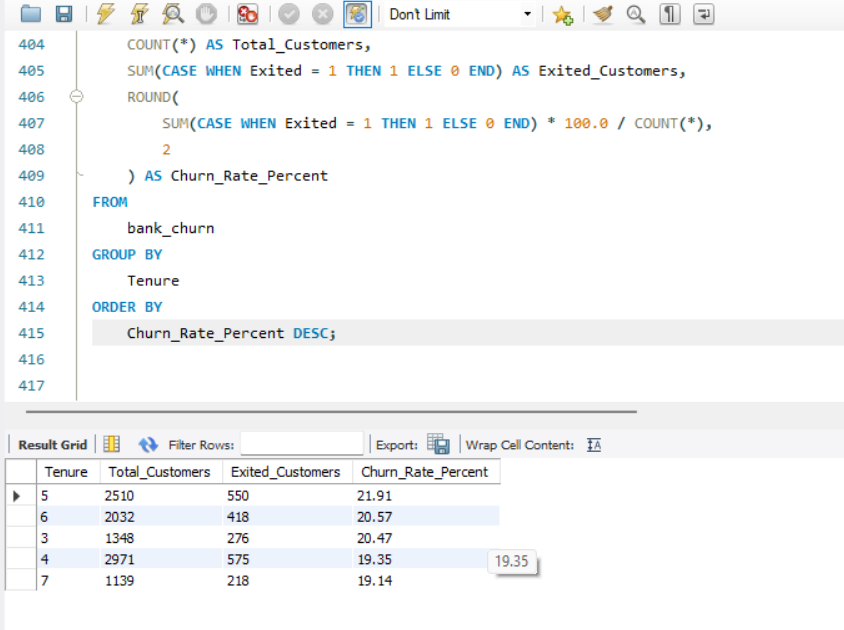 Don't Limit
404 COUNT(*) AS Total_Customers,
405 SUM(CASE WHEN Exited = 1 THEN 1 ELSE 0 END) AS Exited_Customers,
406 ROUND(
407 SUM(CASE WHEN Exited = 1 THEN 1 ELSE 0 END) * 100.0 / COUNT(*),
408 2
409 ) AS Churn_Rate_Percent
410 FROM
411 bank_churn
412 GROUP BY
413 Tenure
414 ORDER BY
415 Churn_Rate_Percent DESC;
416
417
Result Grid Filter Rows: Export: Wrap Cell Content: IA
Tenure Total_Customers Exited_Customers Churn_Rate_Percent
5 2510 550 21.91
6 2032 418 20.57
3 1348 276 20.47
4 2971 575 19.35 19.35
7 1139 218 19.14